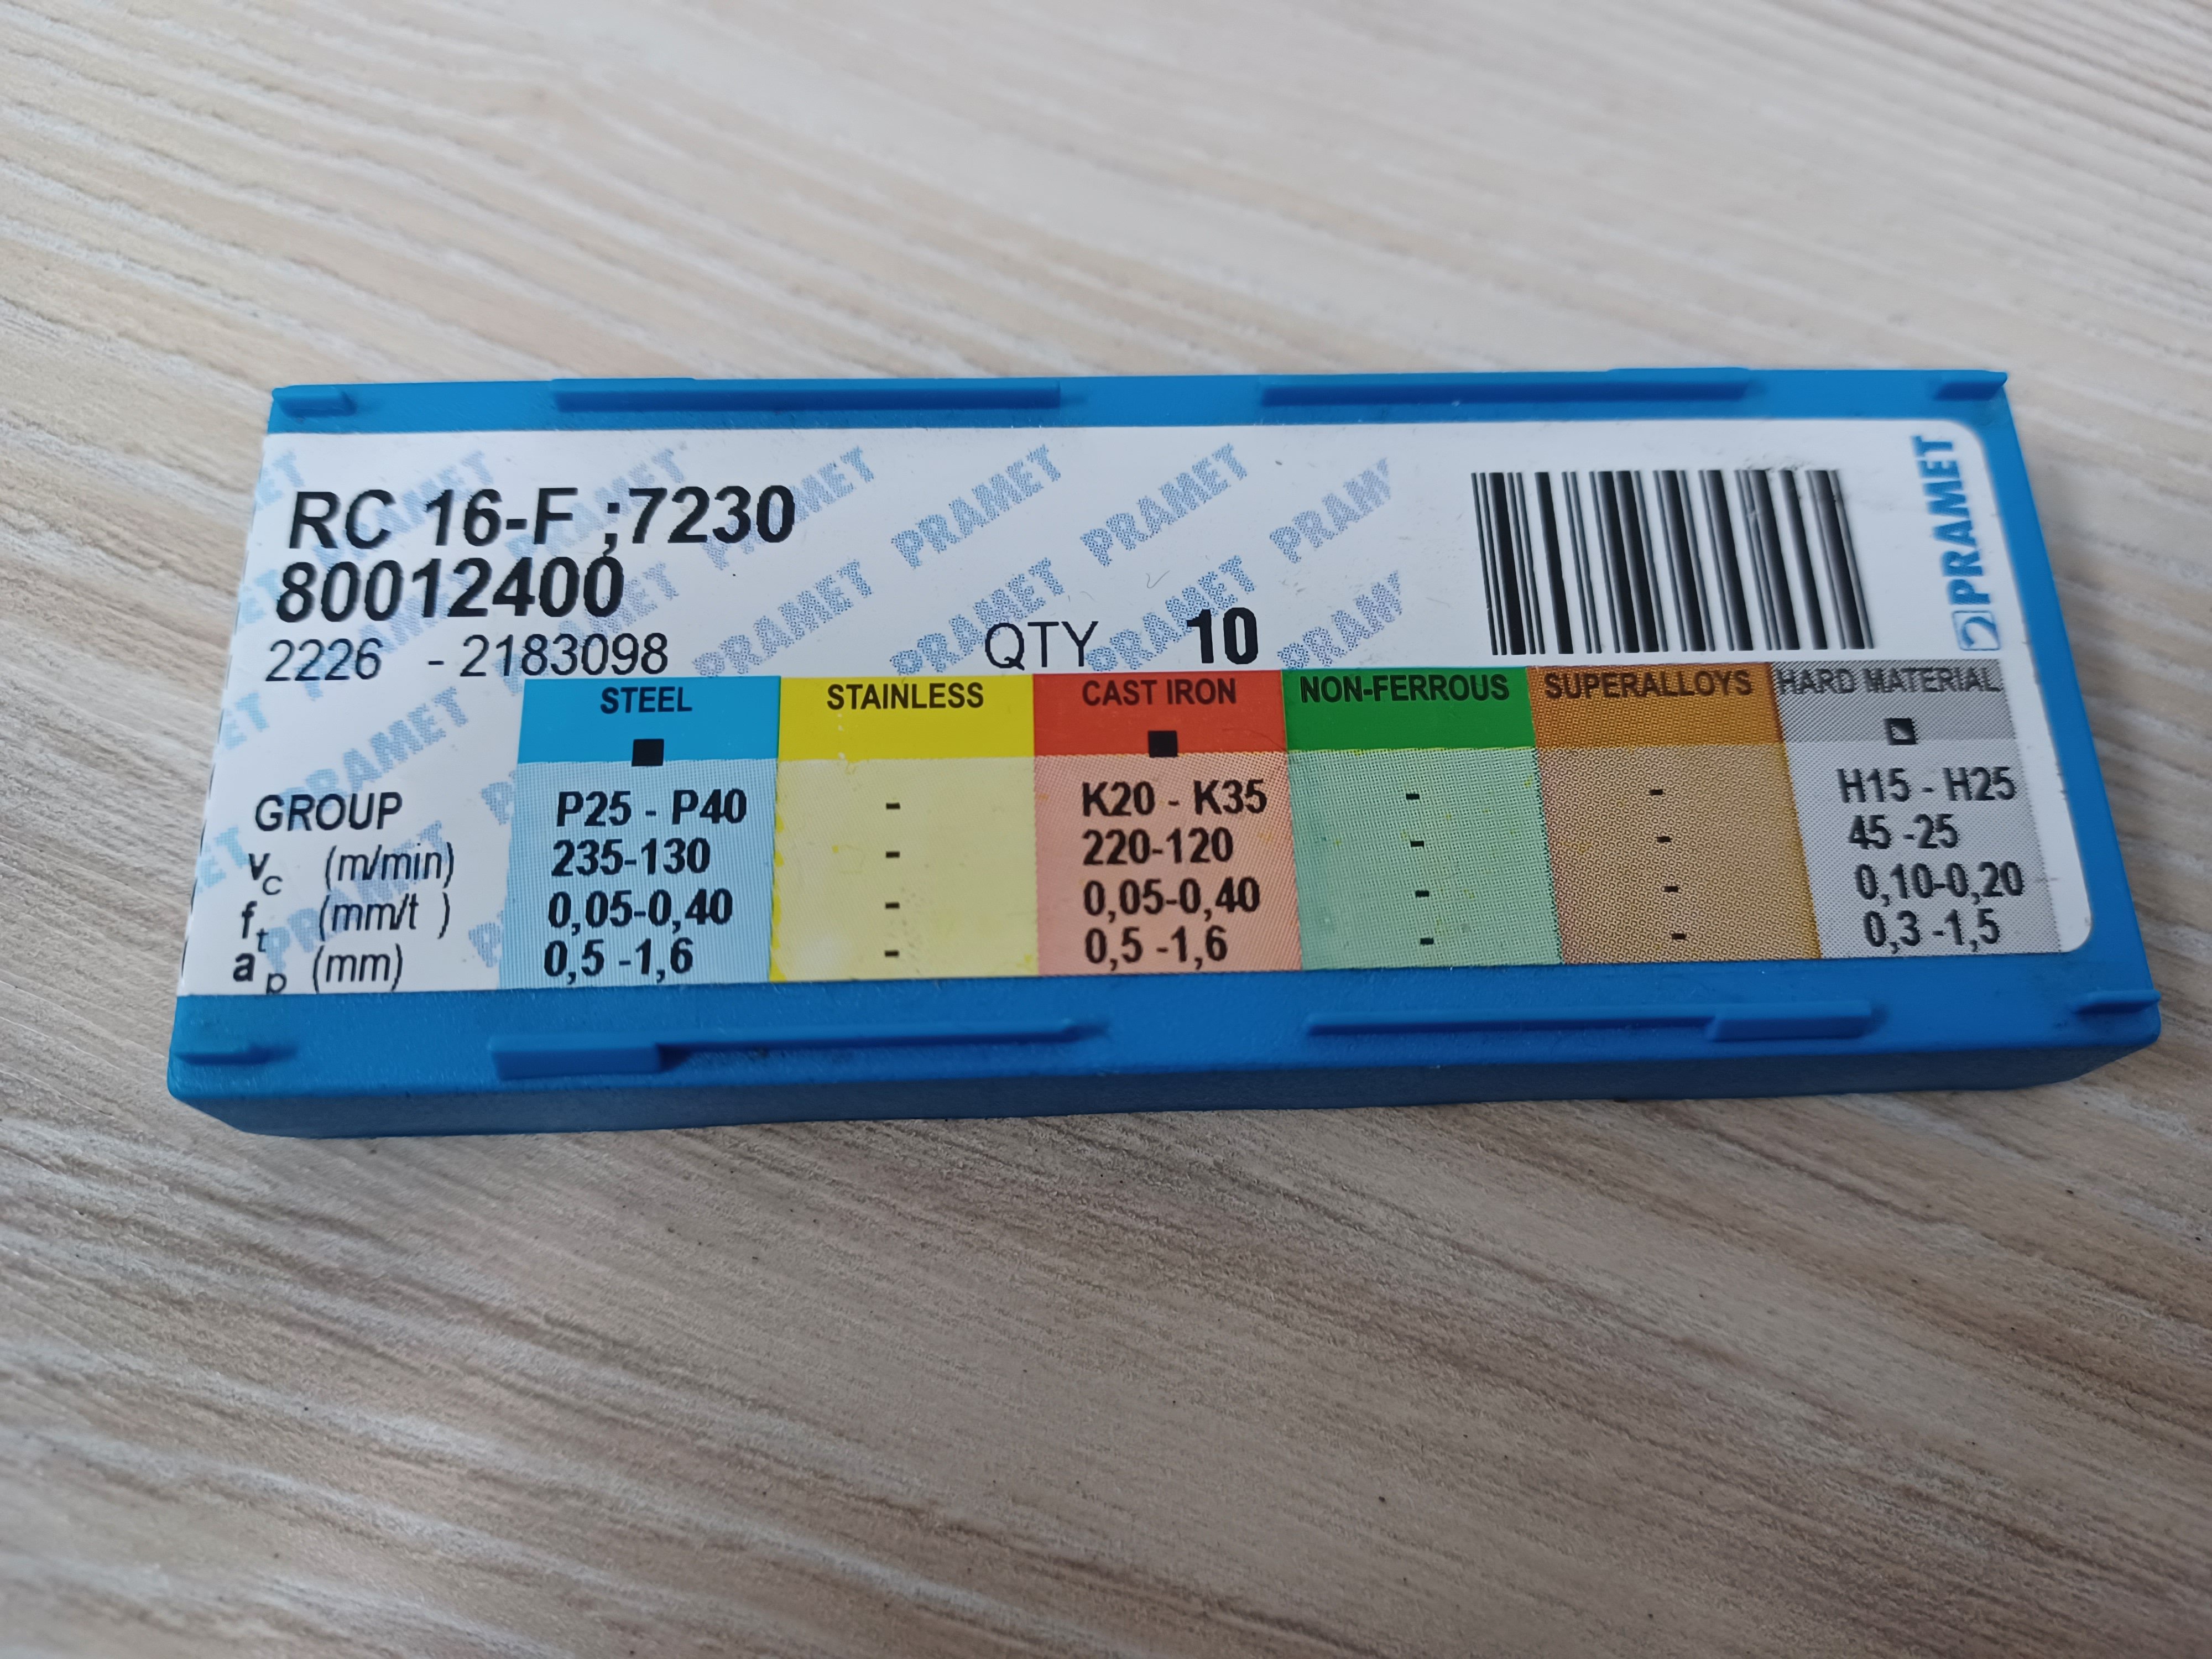 RC 16-F ;7230
80012400
2226 - 2183098
QTY 10
PRAMET
STEEL STAINLESS CAST IRON NON-FERROUS SUPERALLOYS HARD MATERIAL
GROUP P25 - P40 - K20 - K35 - - H15 - H25
vc (m/min) 235-130 - 220-120 - - 45 -25
ft (mm/t ) 0,05-0,40 - 0,05-0,40 - - 0,10-0,20
ap (mm) 0,5 -1,6 - 0,5 -1,6 - - 0,3 -1,5